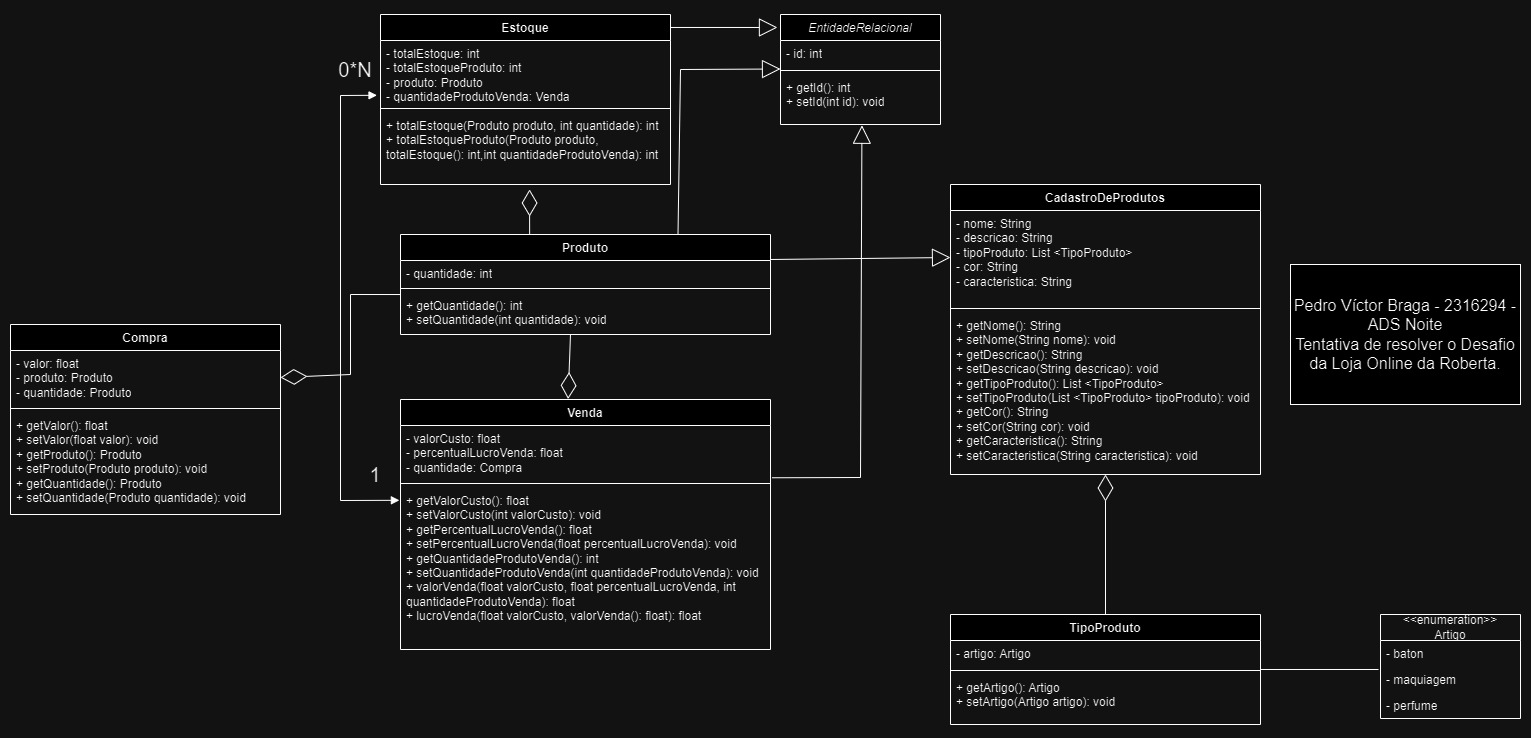 Estoque
- totalEstoque: int
- totalEstoqueProduto: int
- produto: Produto
- quantidadeProdutoVenda: Venda
+ totalEstoque(Produto produto, int quantidade): int
+ totalEstoqueProduto(Produto produto,
totalEstoque(): int,int quantidadeProdutoVenda): int
EntidadeRelacional
- id: int
+ getId(): int
+ setId(int id): void
0*N
Produto
- quantidade: int
+ getQuantidade(): int
+ setQuantidade(int quantidade): void
CadastroDeProdutos
- nome: String
- descricao: String
- tipoProduto: List <TipoProduto>
- cor: String
- caracteristica: String
+ getNome(): String
+ setNome(String nome): void
+ getDescricao(): String
+ setDescricao(String descricao): void
+ getTipoProduto(): List <TipoProduto>
+ setTipoProduto(List <TipoProduto> tipoProduto): void
+ getCor(): String
+ setCor(String cor): void
+ getCaracteristica(): String
+ setCaracteristica(String caracteristica): void
Pedro Víctor Braga - 2316294 -
ADS Noite
Tentativa de resolver o Desafio
da Loja Online da Roberta.
Compra
- valor: float
- produto: Produto
- quantidade: Produto
+ getValor(): float
+ setValor(float valor): void
+ getProduto(): Produto
+ setProduto(Produto produto): void
+ getQuantidade(): Produto
+ setQuantidade(Produto quantidade): void
1
Venda
- valorCusto: float
- percentualLucroVenda: float
- quantidade: Compra
+ getValorCusto(): float
+ setValorCusto(int valorCusto): void
+ getPercentualLucroVenda(): float
+ setPercentualLucroVenda(float percentualLucroVenda): void
+ getQuantidadeProdutoVenda(): int
+ setQuantidadeProdutoVenda(int quantidadeProdutoVenda): void
+ valorVenda(float valorCusto, float percentualLucroVenda, int
quantidadeProdutoVenda): float
+ lucroVenda(float valorCusto, valorVenda(): float): float
TipoProduto
- artigo: Artigo
+ getArtigo(): Artigo
+ setArtigo(Artigo artigo): void
<<enumeration>>
Artigo
- baton
- maquiagem
- perfume